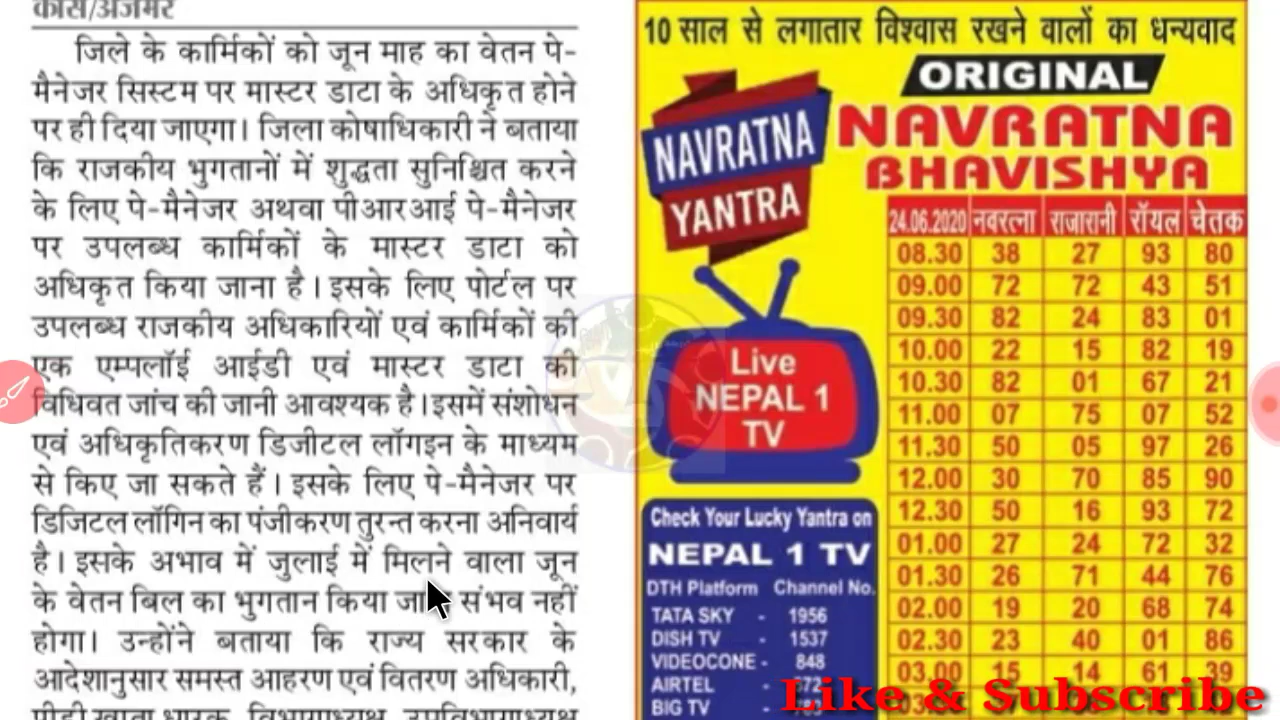 कास/अजमेर
जिले के कार्मिकों को जून माह का वेतन पे-
मैनेजर सिस्टम पर मास्टर डाटा के अधिकृत होने
पर ही दिया जाएगा। जिला कोषाधिकारी ने बताया
कि राजकीय भुगतानों में शुद्धता सुनिश्चित करने
के लिए पे-मैनेजर अथवा पीआरआई पे-मैनेजर
पर उपलब्ध कार्मिकों के मास्टर डाटा को
अधिकृत किया जाना है। इसके लिए पोर्टल पर
उपलब्ध राजकीय अधिकारियों एवं कार्मिकों की
एक एम्पलॉई आईडी एवं मास्टर डाटा की
विधिवत जांच की जानी आवश्यक है। इसमें संशोधन
एवं अधिकृतिकरण डिजीटल लॉगइन के माध्यम
से किए जा सकते हैं। इसके लिए पे-मैनेजर पर
डिजिटल लॉगिन का पंजीकरण तुरन्त करना अनिवार्य
है। इसके अभाव में जुलाई में मिलने वाला जून
के वेतन बिल का भुगतान किया संभव नहीं
होगा। उन्होंने बताया कि राज्य सरकार के
आदेशानुसार समस्त आहरण एवं वितरण अधिकारी,
10 साल से लगातार विश्वास रखने वालों का धन्यवाद
ORIGINAL
NAVRATNA
BHAVISHYA
NAVRATNA
YANTRA
Live
NEPAL 1
TV
Check Your Lucky Yantra on
NEPAL 1 TV
DTH Platform Channel No.
TATA SKY - 1956
DISH TV - 1537
VIDEOCONE - 848
AIRTEL - 672
BIG TV -
24.06.2020 नवरत्ना राजारानी रॉयल चेतक
08.30 38 27 93 80
09.00 72 72 43 51
09.30 82 24 83 01
10.00 22 15 82 19
10.30 82 01 67 21
11.00 07 75 07 52
11.30 50 05 97 26
12.00 30 70 85 90
12.30 50 16 93 72
01.00 27 24 72 32
01.30 26 71 44 76
02.00 19 20 68 74
02.30 23 40 01 86
03.00 15 14 61 39
Like & Subscribe